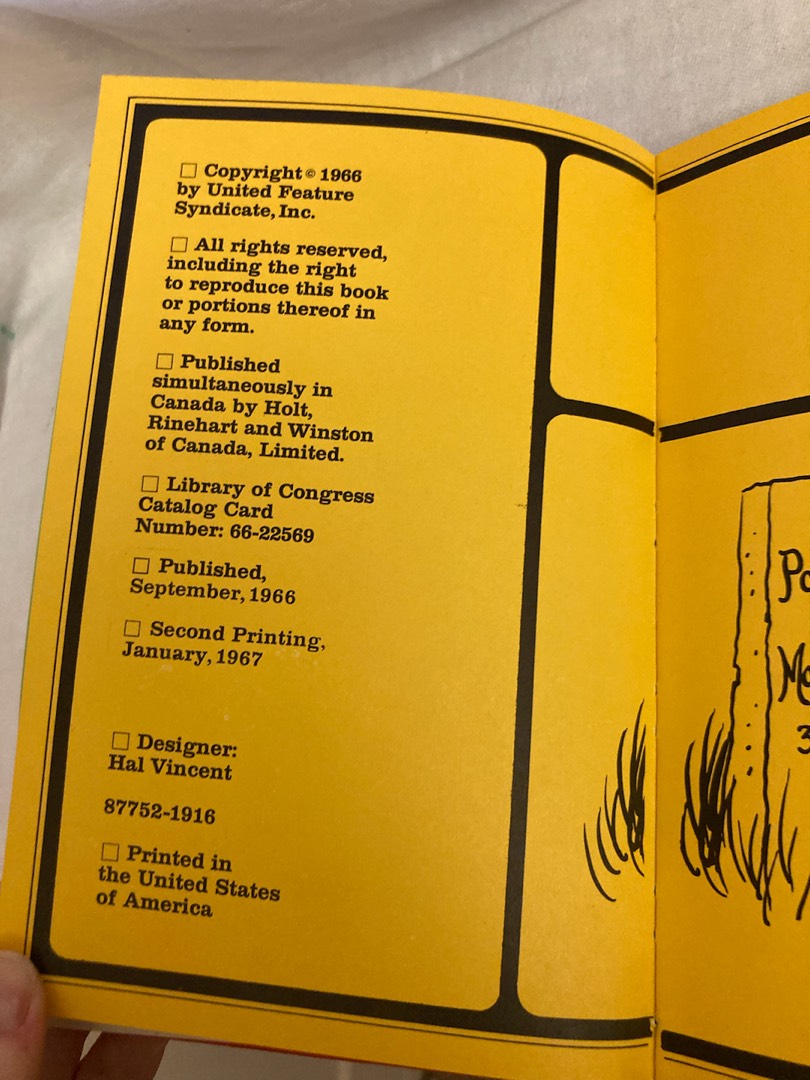 □ Copyright © 1966
by United Feature
Syndicate, Inc.
□ All rights reserved,
including the right
to reproduce this book
or portions thereof in
any form.
□ Published
simultaneously in
Canada by Holt,
Rinehart and Winston
of Canada, Limited.
□ Library of Congress
Catalog Card
Number: 66-22569
□ Published,
September, 1966
□ Second Printing,
January, 1967
□ Designer:
Hal Vincent
87752-1916
□ Printed in
the United States
of America